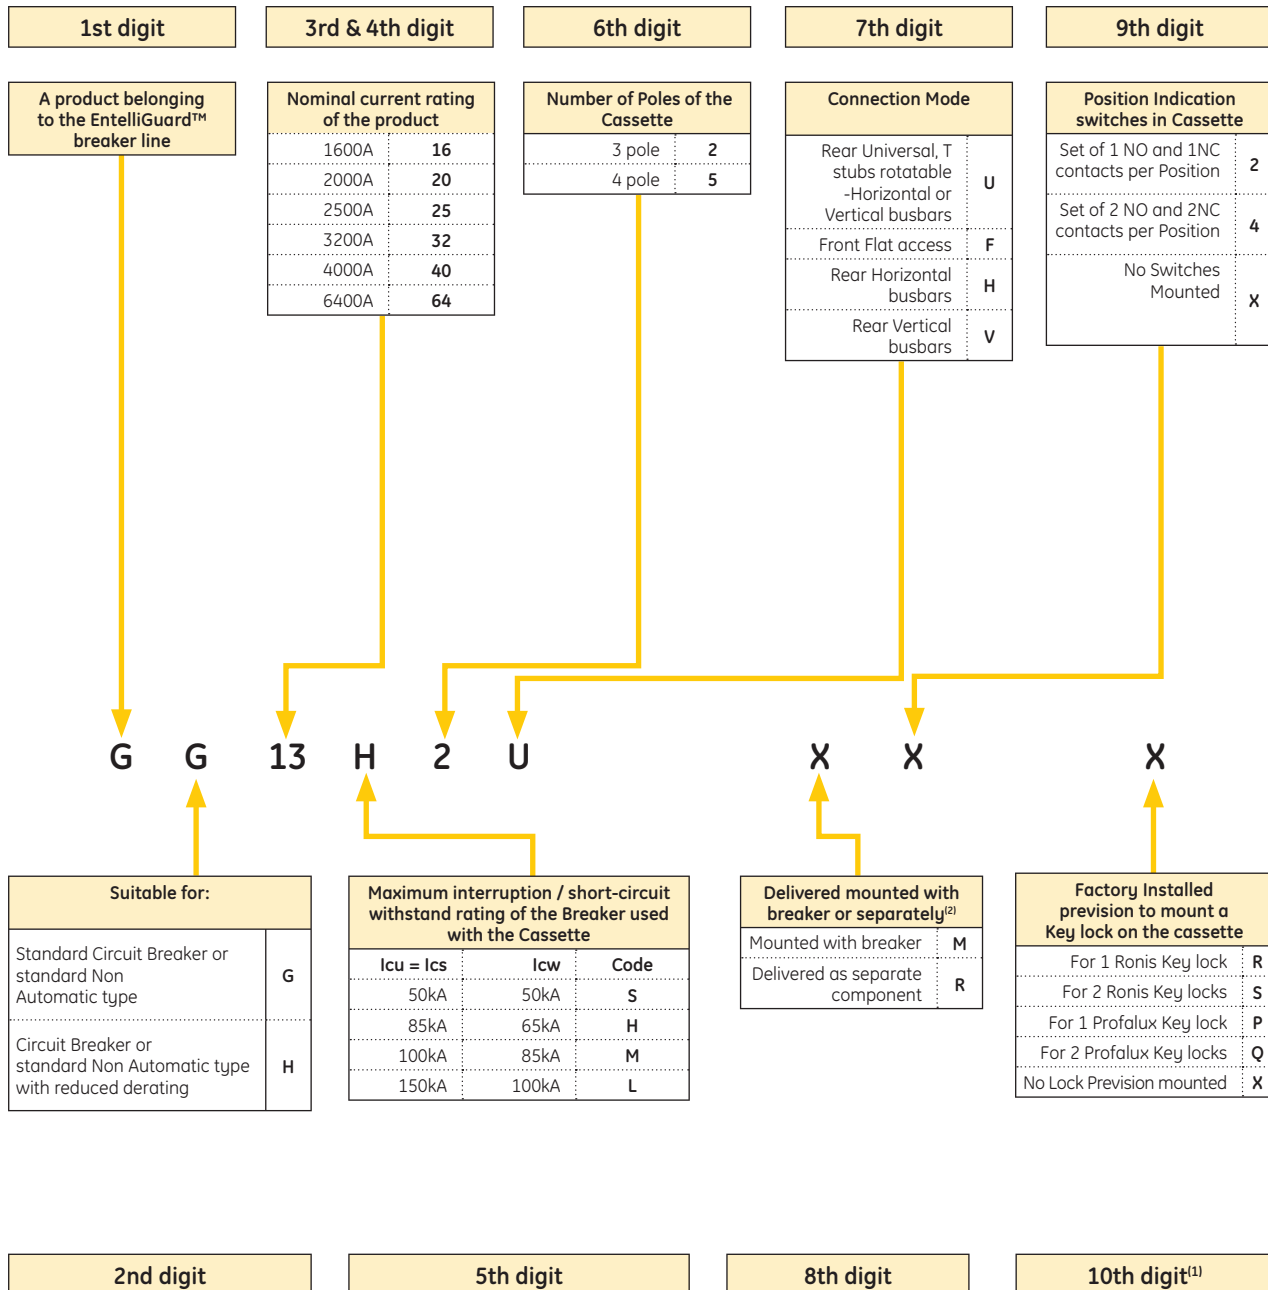 1st digit
3rd & 4th digit
6th digit
7th digit
9th digit
A product belonging
to the EntelliGuard™
breaker line
Nominal current rating
of the product
1600A 16
2000A 20
2500A 25
3200A 32
4000A 40
6400A 64
Number of Poles of the
Cassette
3 pole 2
4 pole 5
Connection Mode
Rear Universal, T
stubs rotatable
-Horizontal or
Vertical busbars
U
Front Flat access F
Rear Horizontal
busbars
H
Rear Vertical
busbars
V
Position Indication
switches in Cassette
Set of 1 NO and 1NC
contacts per Position
2
Set of 2 NO and 2NC
contacts per Position
4
No Switches
Mounted
X
G G 13 H 2 U X X X
Suitable for:
Standard Circuit Breaker or
standard Non
Automatic type
G
Circuit Breaker or
standard Non Automatic type
with reduced derating
H
Maximum interruption / short-circuit
withstand rating of the Breaker used
with the Cassette
Icu = Ics Icw Code
50kA 50kA S
85kA 65kA H
100kA 85kA M
150kA 100kA L
Delivered mounted with
breaker or separately(2)
Mounted with breaker M
Delivered as separate
component
R
Factory Installed
prevision to mount a
Key lock on the cassette
For 1 Ronis Key lock R
For 2 Ronis Key locks S
For 1 Profalux Key lock P
For 2 Profalux Key locks Q
No Lock Prevision mounted X
2nd digit
5th digit
8th digit
10th digit(1)